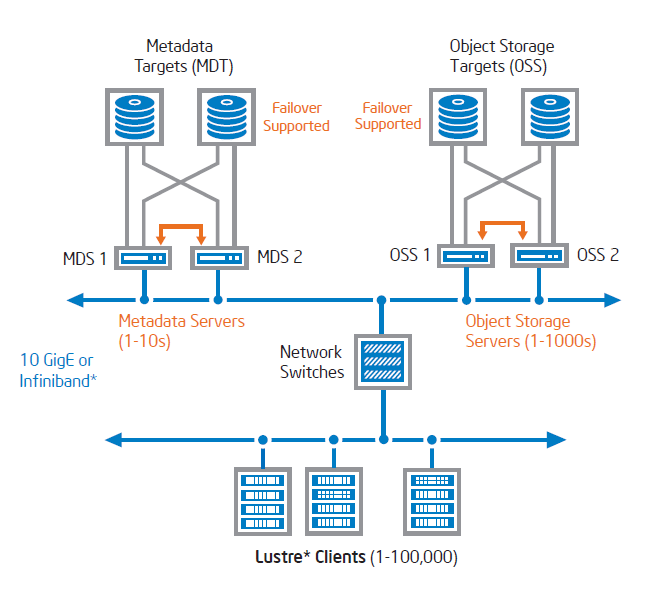 Metadata
Targets (MDT)
Object Storage
Targets (OSS)
Failover
Supported
Failover
Supported
MDS 1
MDS 2
OSS 1
OSS 2
Metadata Servers
(1-10s)
Object Storage
Servers (1-1000s)
10 GigE or
Infiniband*
Network
Switches
Lustre* Clients (1-100,000)